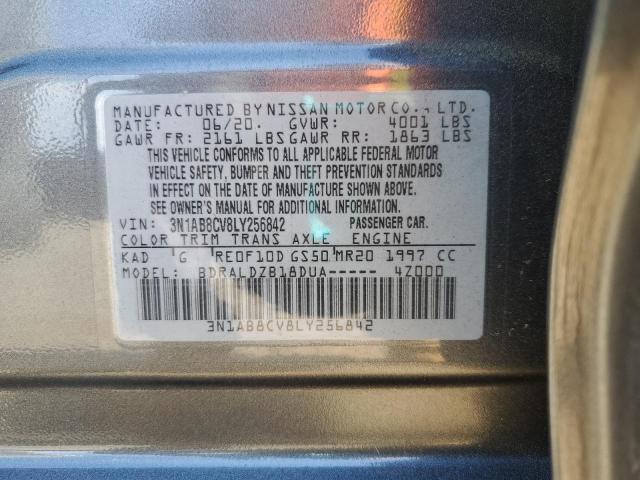 MANUFACTURED BY NISSAN MOTOR CO., LTD.
DATE: 06/20. GVWR: 4001 LBS
GAWR FR: 2161 LBS GAWR RR: 1863 LBS
THIS VEHICLE CONFORMS TO ALL APPLICABLE FEDERAL MOTOR
VEHICLE SAFETY, BUMPER AND THEFT PREVENTION STANDARDS
IN EFFECT ON THE DATE OF MANUFACTURE SHOWN ABOVE.
SEE OWNER'S MANUAL FOR ADDITIONAL INFORMATION.
VIN: 3N1AB8CV8LY256842 PASSENGER CAR.
COLOR TRIM TRANS AXLE ENGINE
KAD G RE0F10D GS50 MR20 1997 CC
MODEL: BDRALDZB18DUA----- 4Z000
3N1AB8CV8LY256842